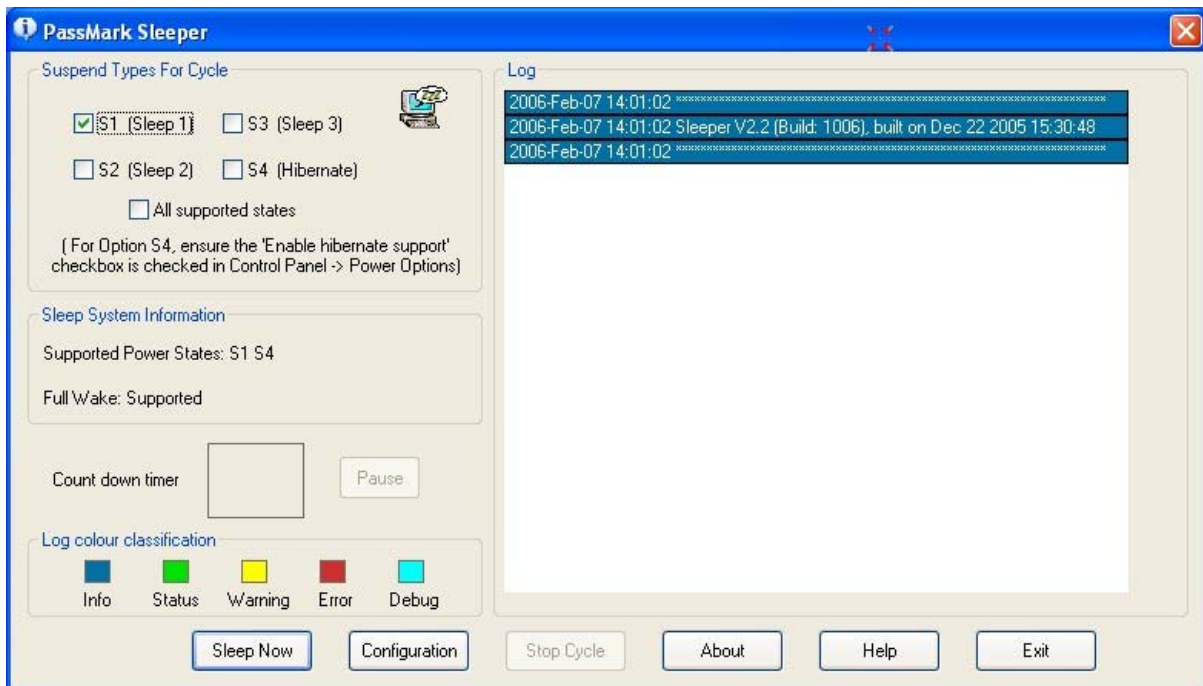 PassMark Sleeper
Suspend Types For Cycle
S1 (Sleep 1)
S3 (Sleep 3)
S2 (Sleep 2)
S4 (Hibernate)
All supported states
( For Option S4, ensure the 'Enable hibernate support'
checkbox is checked in Control Panel -> Power Options)
Sleep System Information
Supported Power States: S1 S4
Full Wake: Supported
Count down timer
Pause
Log colour classification
Info
Status
Warning
Error
Debug
Log
2006-Feb-07 14:01:02 **********************************************************************
2006-Feb-07 14:01:02 Sleeper V2.2 (Build: 1006), built on Dec 22 2005 15:30:48
2006-Feb-07 14:01:02 **********************************************************************
Sleep Now
Configuration
Stop Cycle
About
Help
Exit